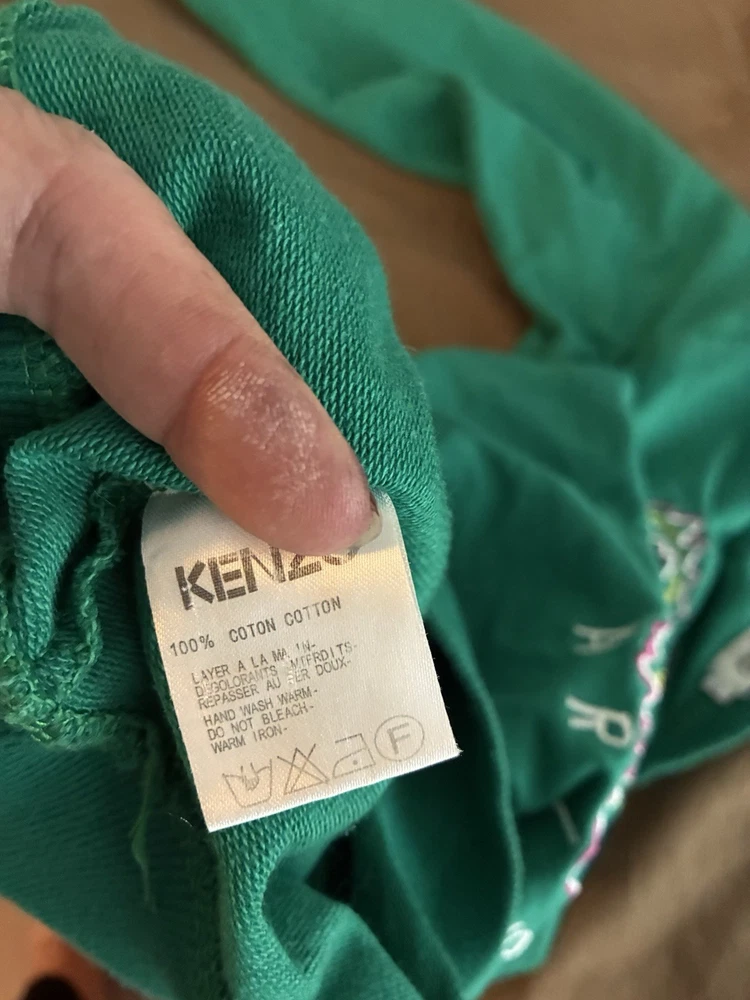 KENZO
100% COTON COTTON
LAVER A LA MAIN-
DECOLORANTS INTERDITS-
REPASSER AU FER DOUX-
HAND WASH WARM-
DO NOT BLEACH-
WARM IRON-
F
A
R
I
S